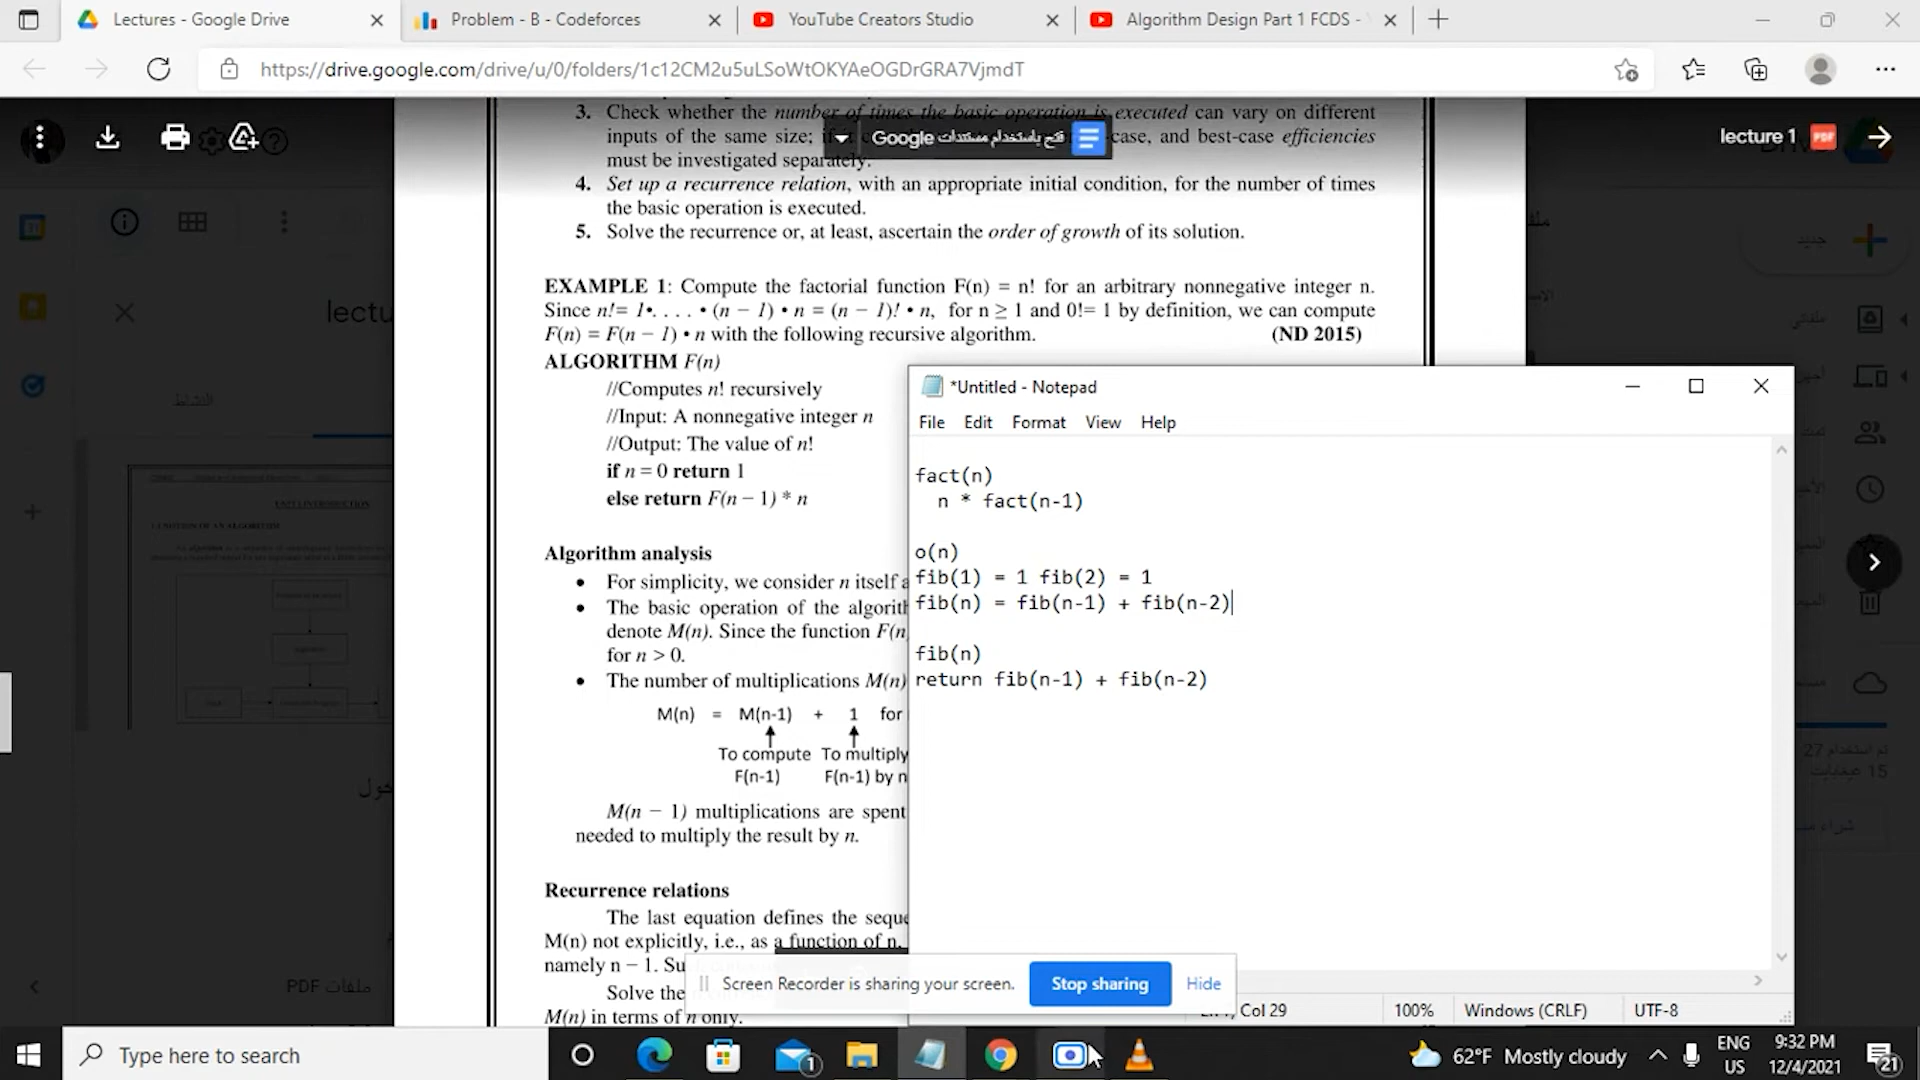 Lectures - Google Drive
Problem - B - Codeforces
YouTube Creators Studio
Algorithm Design Part 1 FCDS -
https://drive.google.com/drive/u/0/folders/1c12CM2u5uLSoWtOKYAeOGDrGRA7VjmdT
3. Check whether the number of times the basic operation is executed can vary on different
inputs of the same size; if case, and best-case efficiencies
must be investigated separately.
فتح باستخدام مستندات Google
lecture 1
PDF
4. Set up a recurrence relation, with an appropriate initial condition, for the number of times
the basic operation is executed.
5. Solve the recurrence or, at least, ascertain the order of growth of its solution.
جديد
lectu
EXAMPLE 1: Compute the factorial function F(n) = n! for an arbitrary nonnegative integer n.
Since n!= 1•. . . . • (n − 1) • n = (n − 1)! • n, for n ≥ 1 and 0!= 1 by definition, we can compute
F(n) = F(n − 1) • n with the following recursive algorithm. (ND 2015)
ALGORITHM F(n)
//Computes n! recursively
//Input: A nonnegative integer n
//Output: The value of n!
if n = 0 return 1
else return F(n − 1) * n
Algorithm analysis
• For simplicity, we consider n itself a
• The basic operation of the algorit
denote M(n). Since the function F(n
for n > 0.
• The number of multiplications M(n)
M(n) = M(n-1) + 1 for
To compute To multiply
F(n-1) F(n-1) by n
M(n − 1) multiplications are spent
needed to multiply the result by n.
Recurrence relations
The last equation defines the seque
M(n) not explicitly, i.e., as a function of n,
namely n − 1. Su
Solve the
M(n) in terms of n only.
*Untitled - Notepad
File Edit Format View Help
fact(n)
n * fact(n-1)
o(n)
fib(1) = 1 fib(2) = 1
fib(n) = fib(n-1) + fib(n-2)
fib(n)
return fib(n-1) + fib(n-2)
Col 29
100%
Windows (CRLF)
UTF-8
ملفات PDF
Screen Recorder is sharing your screen.
Stop sharing
Hide
Type here to search
1
62°F Mostly cloudy
ENG
US
9:32 PM
12/4/2021
21